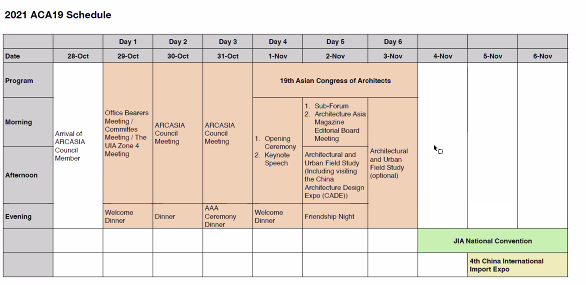 2021 ACA19 Schedule
Day 1 Day 2 Day 3 Day 4 Day 5 Day 6
Date 28-Oct 29-Oct 30-Oct 31-Oct 1-Nov 2-Nov 3-Nov 4-Nov 5-Nov 6-Nov
Program
19th Asian Congress of Architects
Morning
Afternoon
Arrival of
ARCASIA
Council
Member
Office Bearers
Meeting /
Committes
Meeting / The
UIA Zone 4
Meeting
ARCASIA
Council
Meeting
ARCASIA
Council
Meeting
1. Opening
Ceremony
2. Keynote
Speech
1. Sub-Forum
2. Architecture Asia
Magazine
Editorial Board
Meeting
Architectural and
Urban Field Study
(Including visiting
the China
Architecture Design
Expo (CADE))
Architectural
and Urban
Field Study
(optional)
Evening
Welcome
Dinner
Dinner
AAA
Ceremony
Dinner
Welcome
Dinner
Friendship Night
JIA National Convention
4th China International
Import Expo